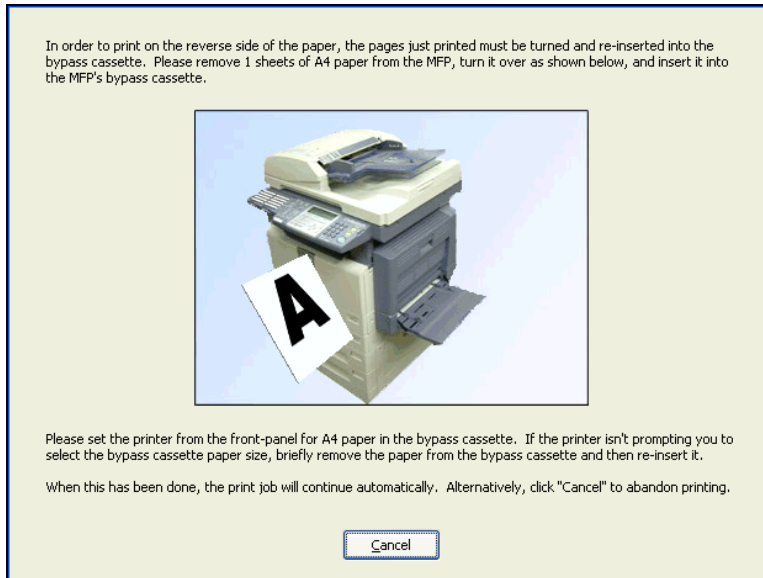 In order to print on the reverse side of the paper, the pages just printed must be turned and re-inserted into the
bypass cassette.  Please remove 1 sheets of A4 paper from the MFP, turn it over as shown below, and insert it into
the MFP's bypass cassette.
A
Please set the printer from the front-panel for A4 paper in the bypass cassette.  If the printer isn't prompting you to
select the bypass cassette paper size, briefly remove the paper from the bypass cassette and then re-insert it.
When this has been done, the print job will continue automatically.  Alternatively, click "Cancel" to abandon printing.
Cancel